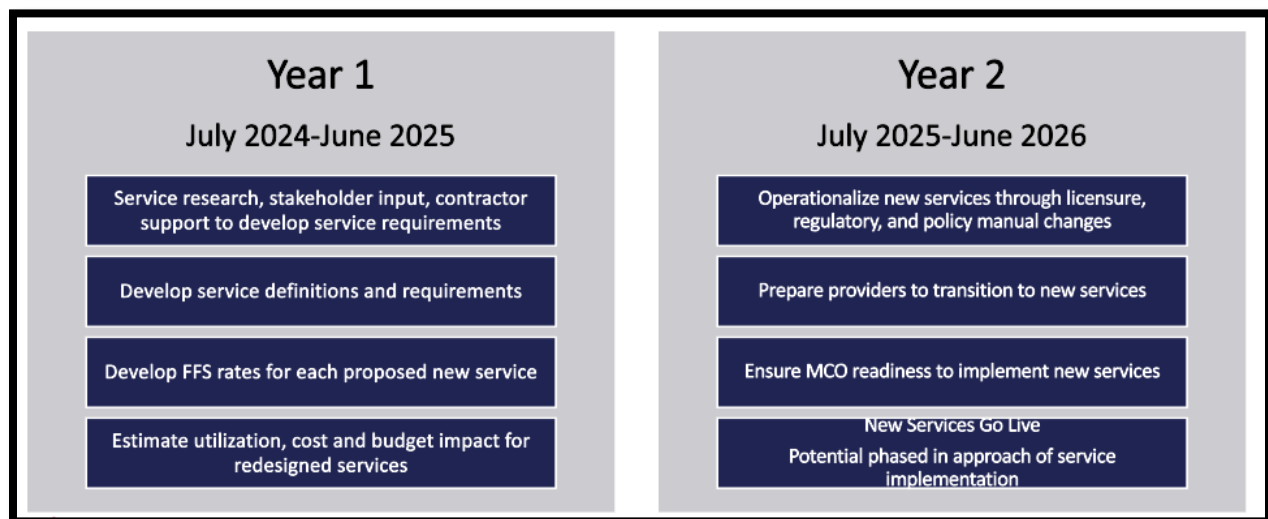 Year 1
July 2024-June 2025
Service research, stakeholder input, contractor
support to develop service requirements
Develop service definitions and requirements
Develop FFS rates for each proposed new service
Estimate utilization, cost and budget impact for
redesigned services
Year 2
July 2025-June 2026
Operationalize new services through licensure,
regulatory, and policy manual changes
Prepare providers to transition to new services
Ensure MCO readiness to implement new services
New Services Go Live
Potential phased in approach of service
implementation